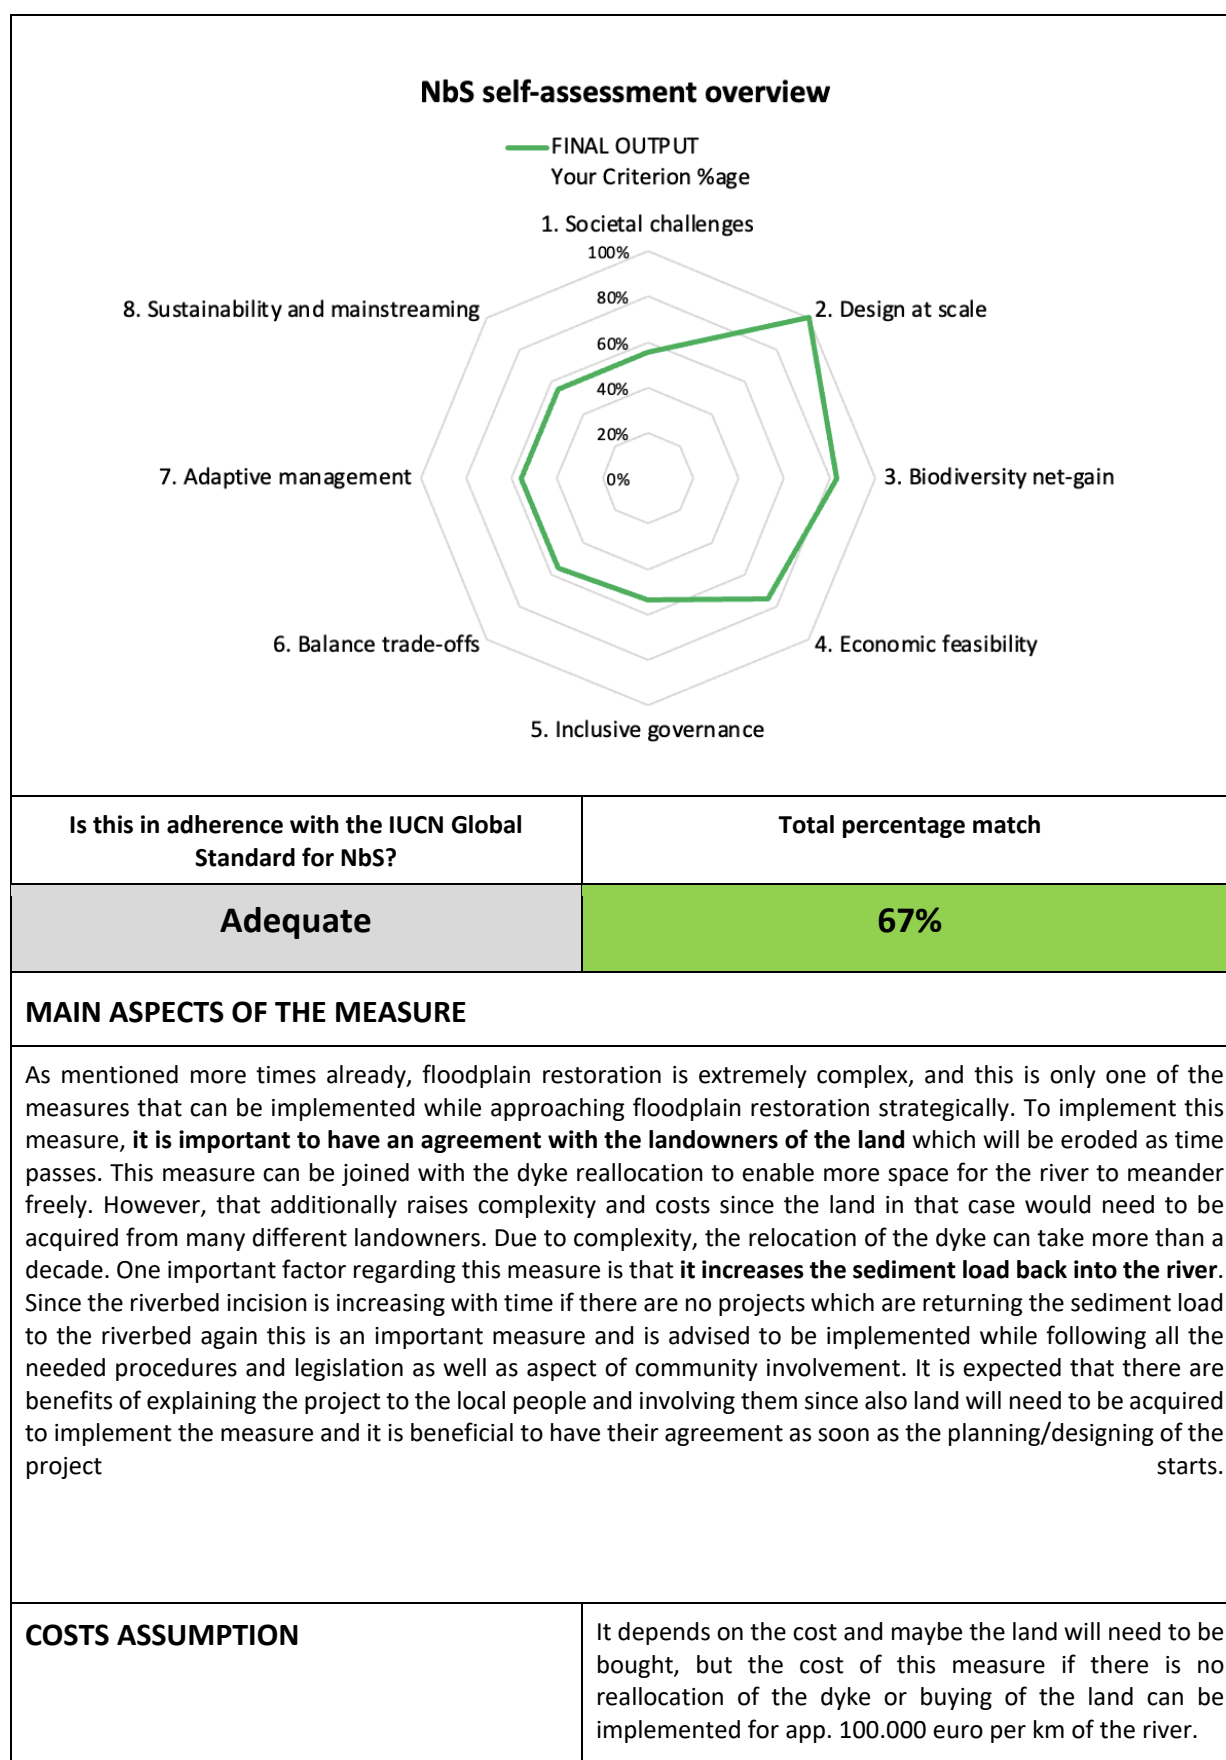 NbS self-assessment overview
FINAL OUTPUT
Your Criterion %age
1. Societal challenges
100%
8. Sustainability and mainstreaming
80%
2. Design at scale
60%
40%
20%
7. Adaptive management
0%
3. Biodiversity net-gain
6. Balance trade-offs
4. Economic feasibility
5. Inclusive governance
Is this in adherence with the IUCN Global
Standard for NbS?
Total percentage match
Adequate
67%
MAIN ASPECTS OF THE MEASURE
As mentioned more times already, floodplain restoration is extremely complex, and this is only one of the
measures that can be implemented while approaching floodplain restoration strategically. To implement this
measure, it is important to have an agreement with the landowners of the land which will be eroded as time
passes. This measure can be joined with the dyke reallocation to enable more space for the river to meander
freely. However, that additionally raises complexity and costs since the land in that case would need to be
acquired from many different landowners. Due to complexity, the relocation of the dyke can take more than a
decade. One important factor regarding this measure is that it increases the sediment load back into the river.
Since the riverbed incision is increasing with time if there are no projects which are returning the sediment load
to the riverbed again this is an important measure and is advised to be implemented while following all the
needed procedures and legislation as well as aspect of community involvement. It is expected that there are
benefits of explaining the project to the local people and involving them since also land will need to be acquired
to implement the measure and it is beneficial to have their agreement as soon as the planning/designing of the
project starts.
COSTS ASSUMPTION
It depends on the cost and maybe the land will need to be
bought, but the cost of this measure if there is no
reallocation of the dyke or buying of the land can be
implemented for app. 100.000 euro per km of the river.